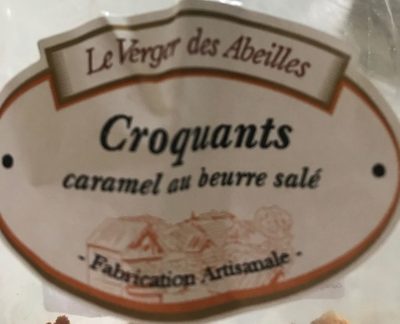 Le Verger des Abeilles
Croquants
caramel au beurre salé
- Fabrication Artisanale -